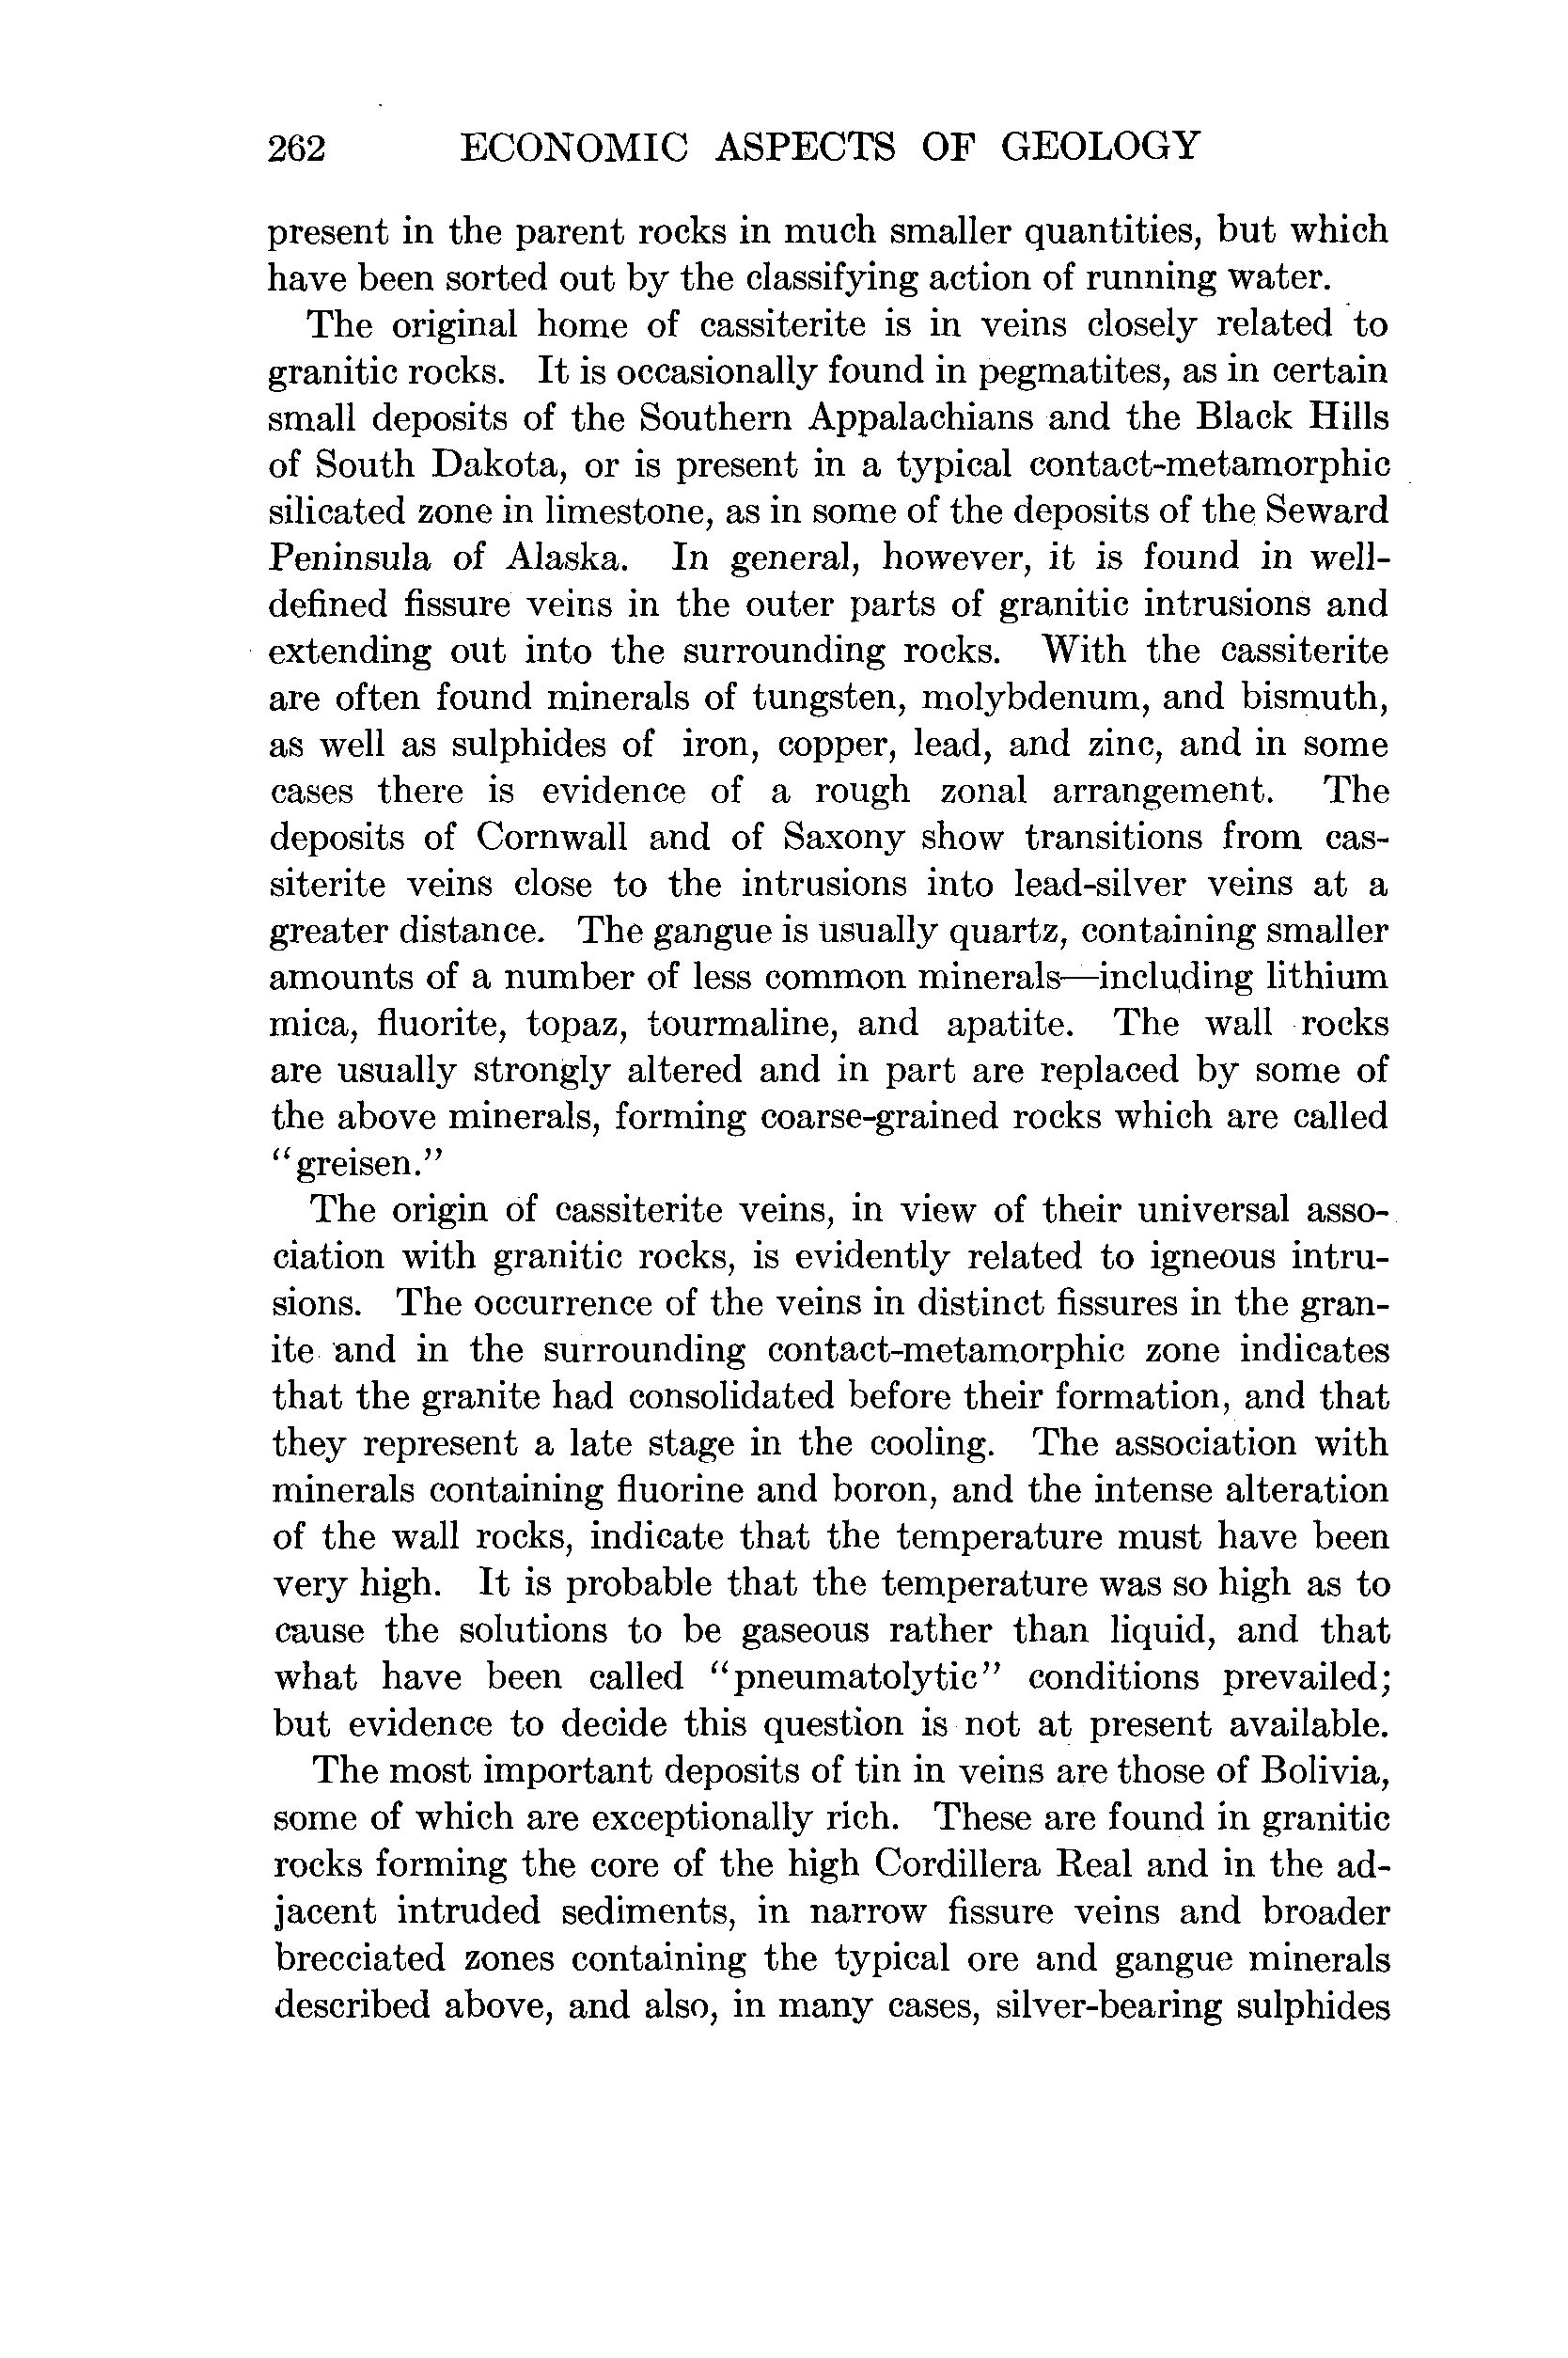 262 ECONOMIC ASPECTS OF GEOLOGY
present in the parent rocks in much smaller quantities, but which
have been sorted out by the classifying action of running water.
The original home of cassiterite is in veins closely related to
granitic rocks. It is occasionally found in pegmatites, as in certain
small deposits of the Southern Appalachians and the Black Hills
of South Dakota, or is present in a typical contact-metamorphic
silicated zone in limestone, as in some of the deposits of the Seward
Peninsula of Alaska. In general, however, it is found in well-
defined fissure veins in the outer parts of granitic intrusions and
extending out into the surrounding rocks. With the cassiterite
are often found minerals of tungsten, molybdenum, and bismuth,
as well as sulphides of iron, copper, lead, and zinc, and in some
cases there is evidence of a rough zonal arrangement. The
deposits of Cornwall and of Saxony show transitions from cas-
siterite veins close to the intrusions into lead-silver veins at a
greater distance. The gangue is usually quartz, containing smaller
amounts of a number of less common minerals—including lithium
mica, fluorite, topaz, tourmaline, and apatite. The wall rocks
are usually strongly altered and in part are replaced by some of
the above minerals, forming coarse-grained rocks which are called
“greisen.”
The origin of cassiterite veins, in view of their universal asso-
ciation with granitic rocks, is evidently related to igneous intru-
sions. The occurrence of the veins in distinct fissures in the gran-
ite and in the surrounding contact-metamorphic zone indicates
that the granite had consolidated before their formation, and that
they represent a late stage in the cooling. The association with
minerals containing fluorine and boron, and the intense alteration
of the wall rocks, indicate that the temperature must have been
very high. It is probable that the temperature was so high as to
cause the solutions to be gaseous rather than liquid, and that
what have been called “pneumatolytic” conditions prevailed;
but evidence to decide this question is not at present available.
The most important deposits of tin in veins are those of Bolivia,
some of which are exceptionally rich. These are found in granitic
rocks forming the core of the high Cordillera Real and in the ad-
jacent intruded sediments, in narrow fissure veins and broader
brecciated zones containing the typical ore and gangue minerals
described above, and also, in many cases, silver-bearing sulphides